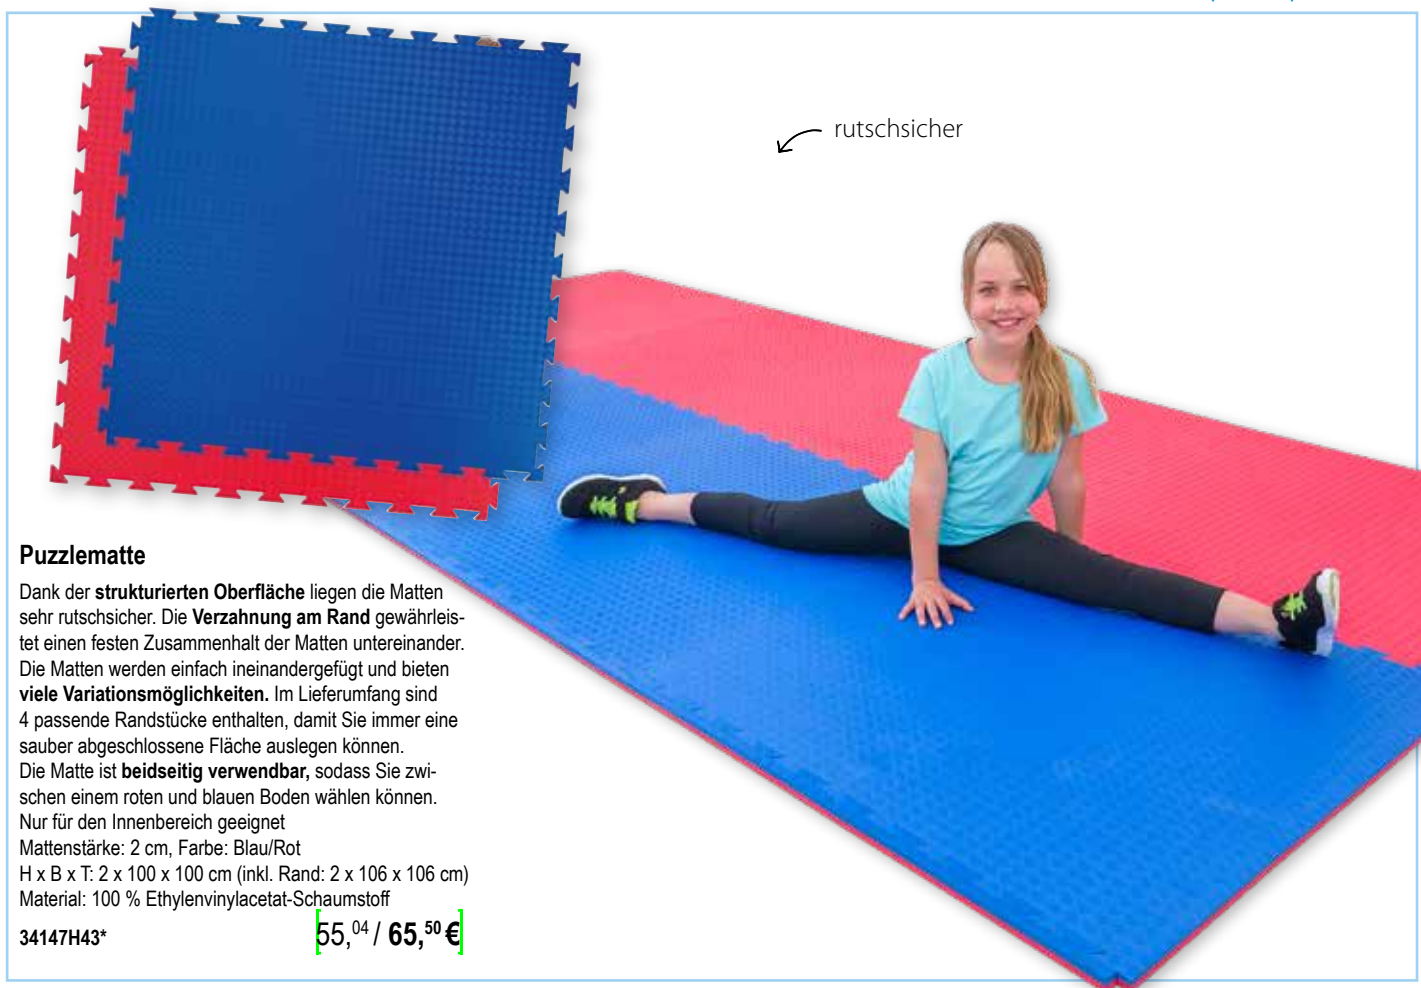 rutschsicher
Puzzlematte
Dank der strukturierten Oberfläche liegen die Matten
sehr rutschsicher. Die Verzahnung am Rand gewährleis-
tet einen festen Zusammenhalt der Matten untereinander.
Die Matten werden einfach ineinandergefügt und bieten
viele Variationsmöglichkeiten. Im Lieferumfang sind
4 passende Randstücke enthalten, damit Sie immer eine
sauber abgeschlossene Fläche auslegen können.
Die Matte ist beidseitig verwendbar, sodass Sie zwi-
schen einem roten und blauen Boden wählen können.
Nur für den Innenbereich geeignet
Mattenstärke: 2 cm, Farbe: Blau/Rot
H x B x T: 2 x 100 x 100 cm (inkl. Rand: 2 x 106 x 106 cm)
Material: 100 % Ethylenvinylacetat-Schaumstoff
34147H43* 55,04 / 65,50 €